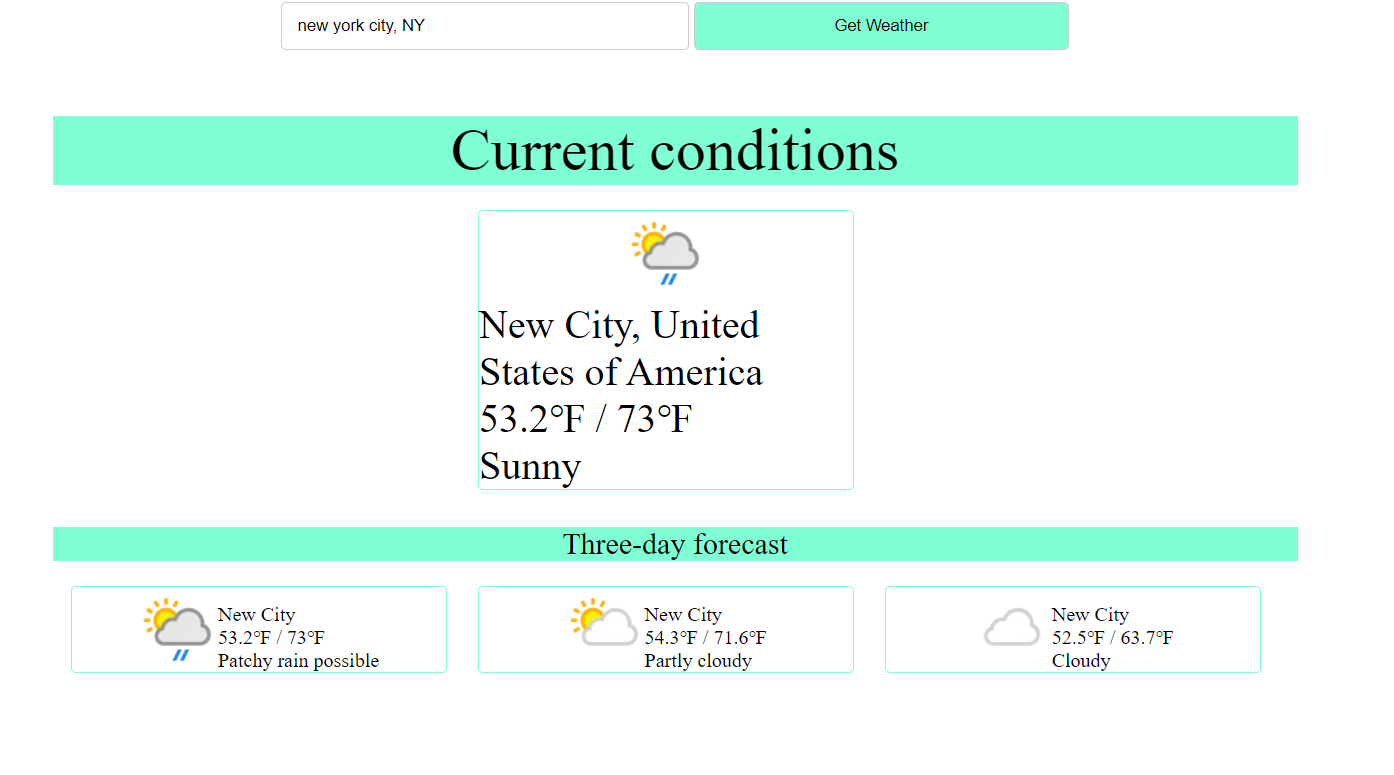 new york city, NY
Get Weather
Current conditions
New City, United
States of America
53.2°F / 73°F
Sunny
Three-day forecast
New City
53.2°F / 73°F
Patchy rain possible
New City
54.3°F / 71.6°F
Partly cloudy
New City
52.5°F / 63.7°F
Cloudy